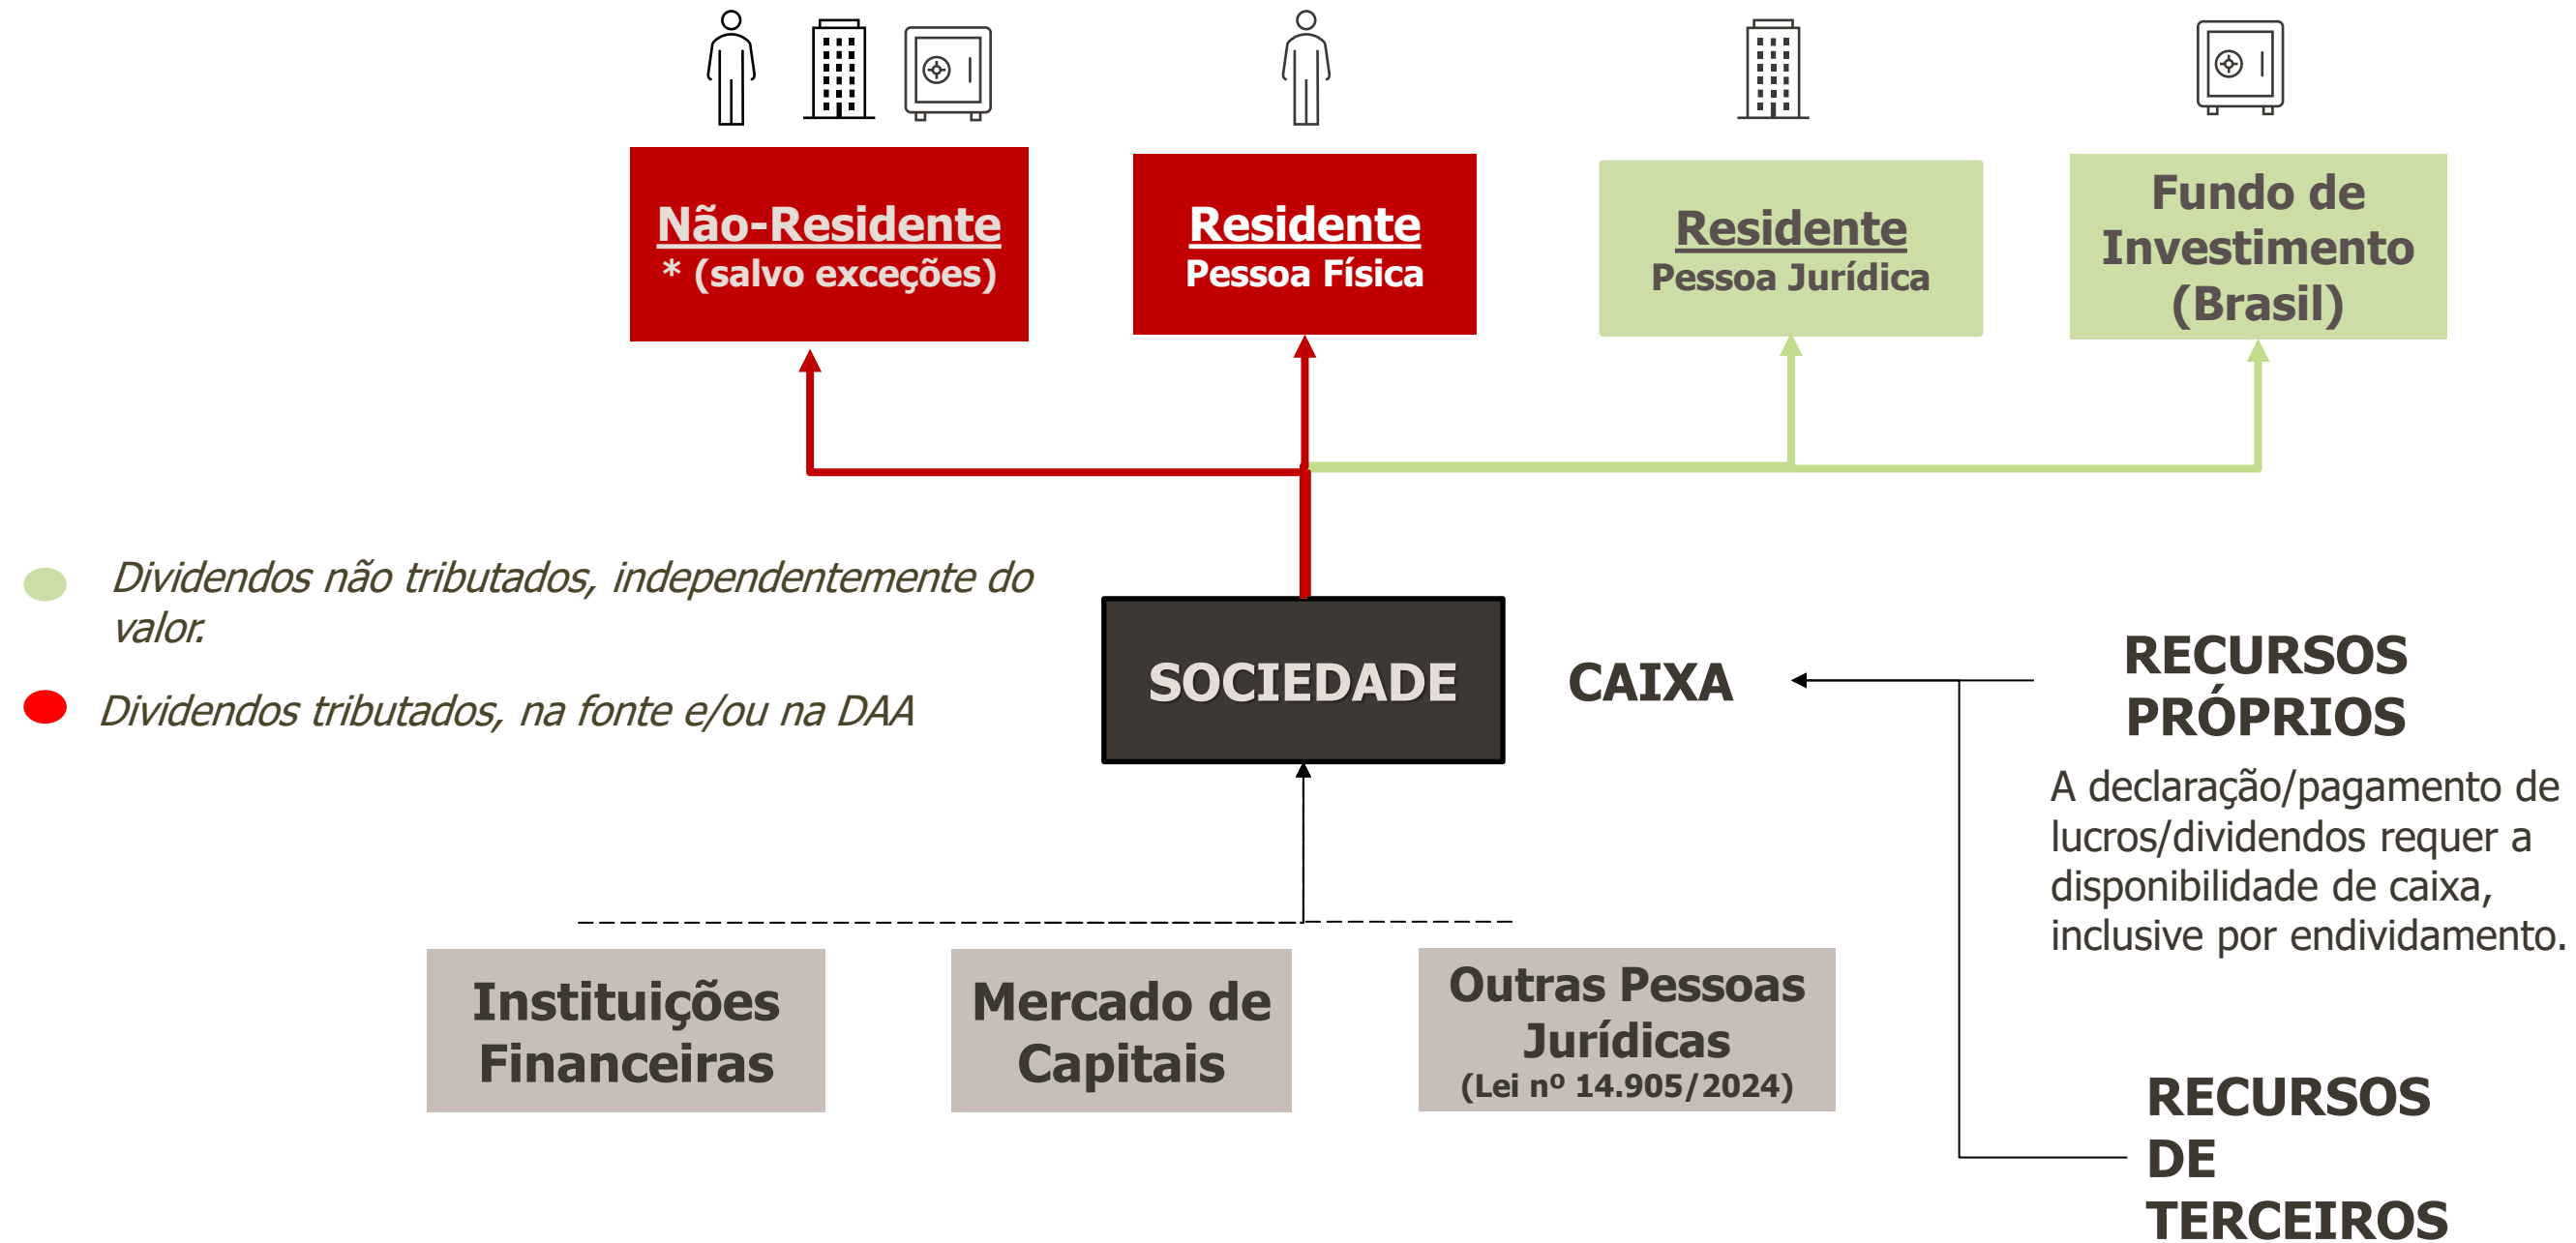 Não-Residente
* (salvo exceções)
Residente
Pessoa Física
Residente
Pessoa Jurídica
Fundo de
Investimento
(Brasil)
Dividendos não tributados, independentemente do
valor.
Dividendos tributados, na fonte e/ou na DAA
SOCIEDADE
CAIXA
RECURSOS
PRÓPRIOS
A declaração/pagamento de
lucros/dividendos requer a
disponibilidade de caixa,
inclusive por endividamento.
Instituições
Financeiras
Mercado de
Capitais
Outras Pessoas
Jurídicas
(Lei nº 14.905/2024)
RECURSOS
DE
TERCEIROS